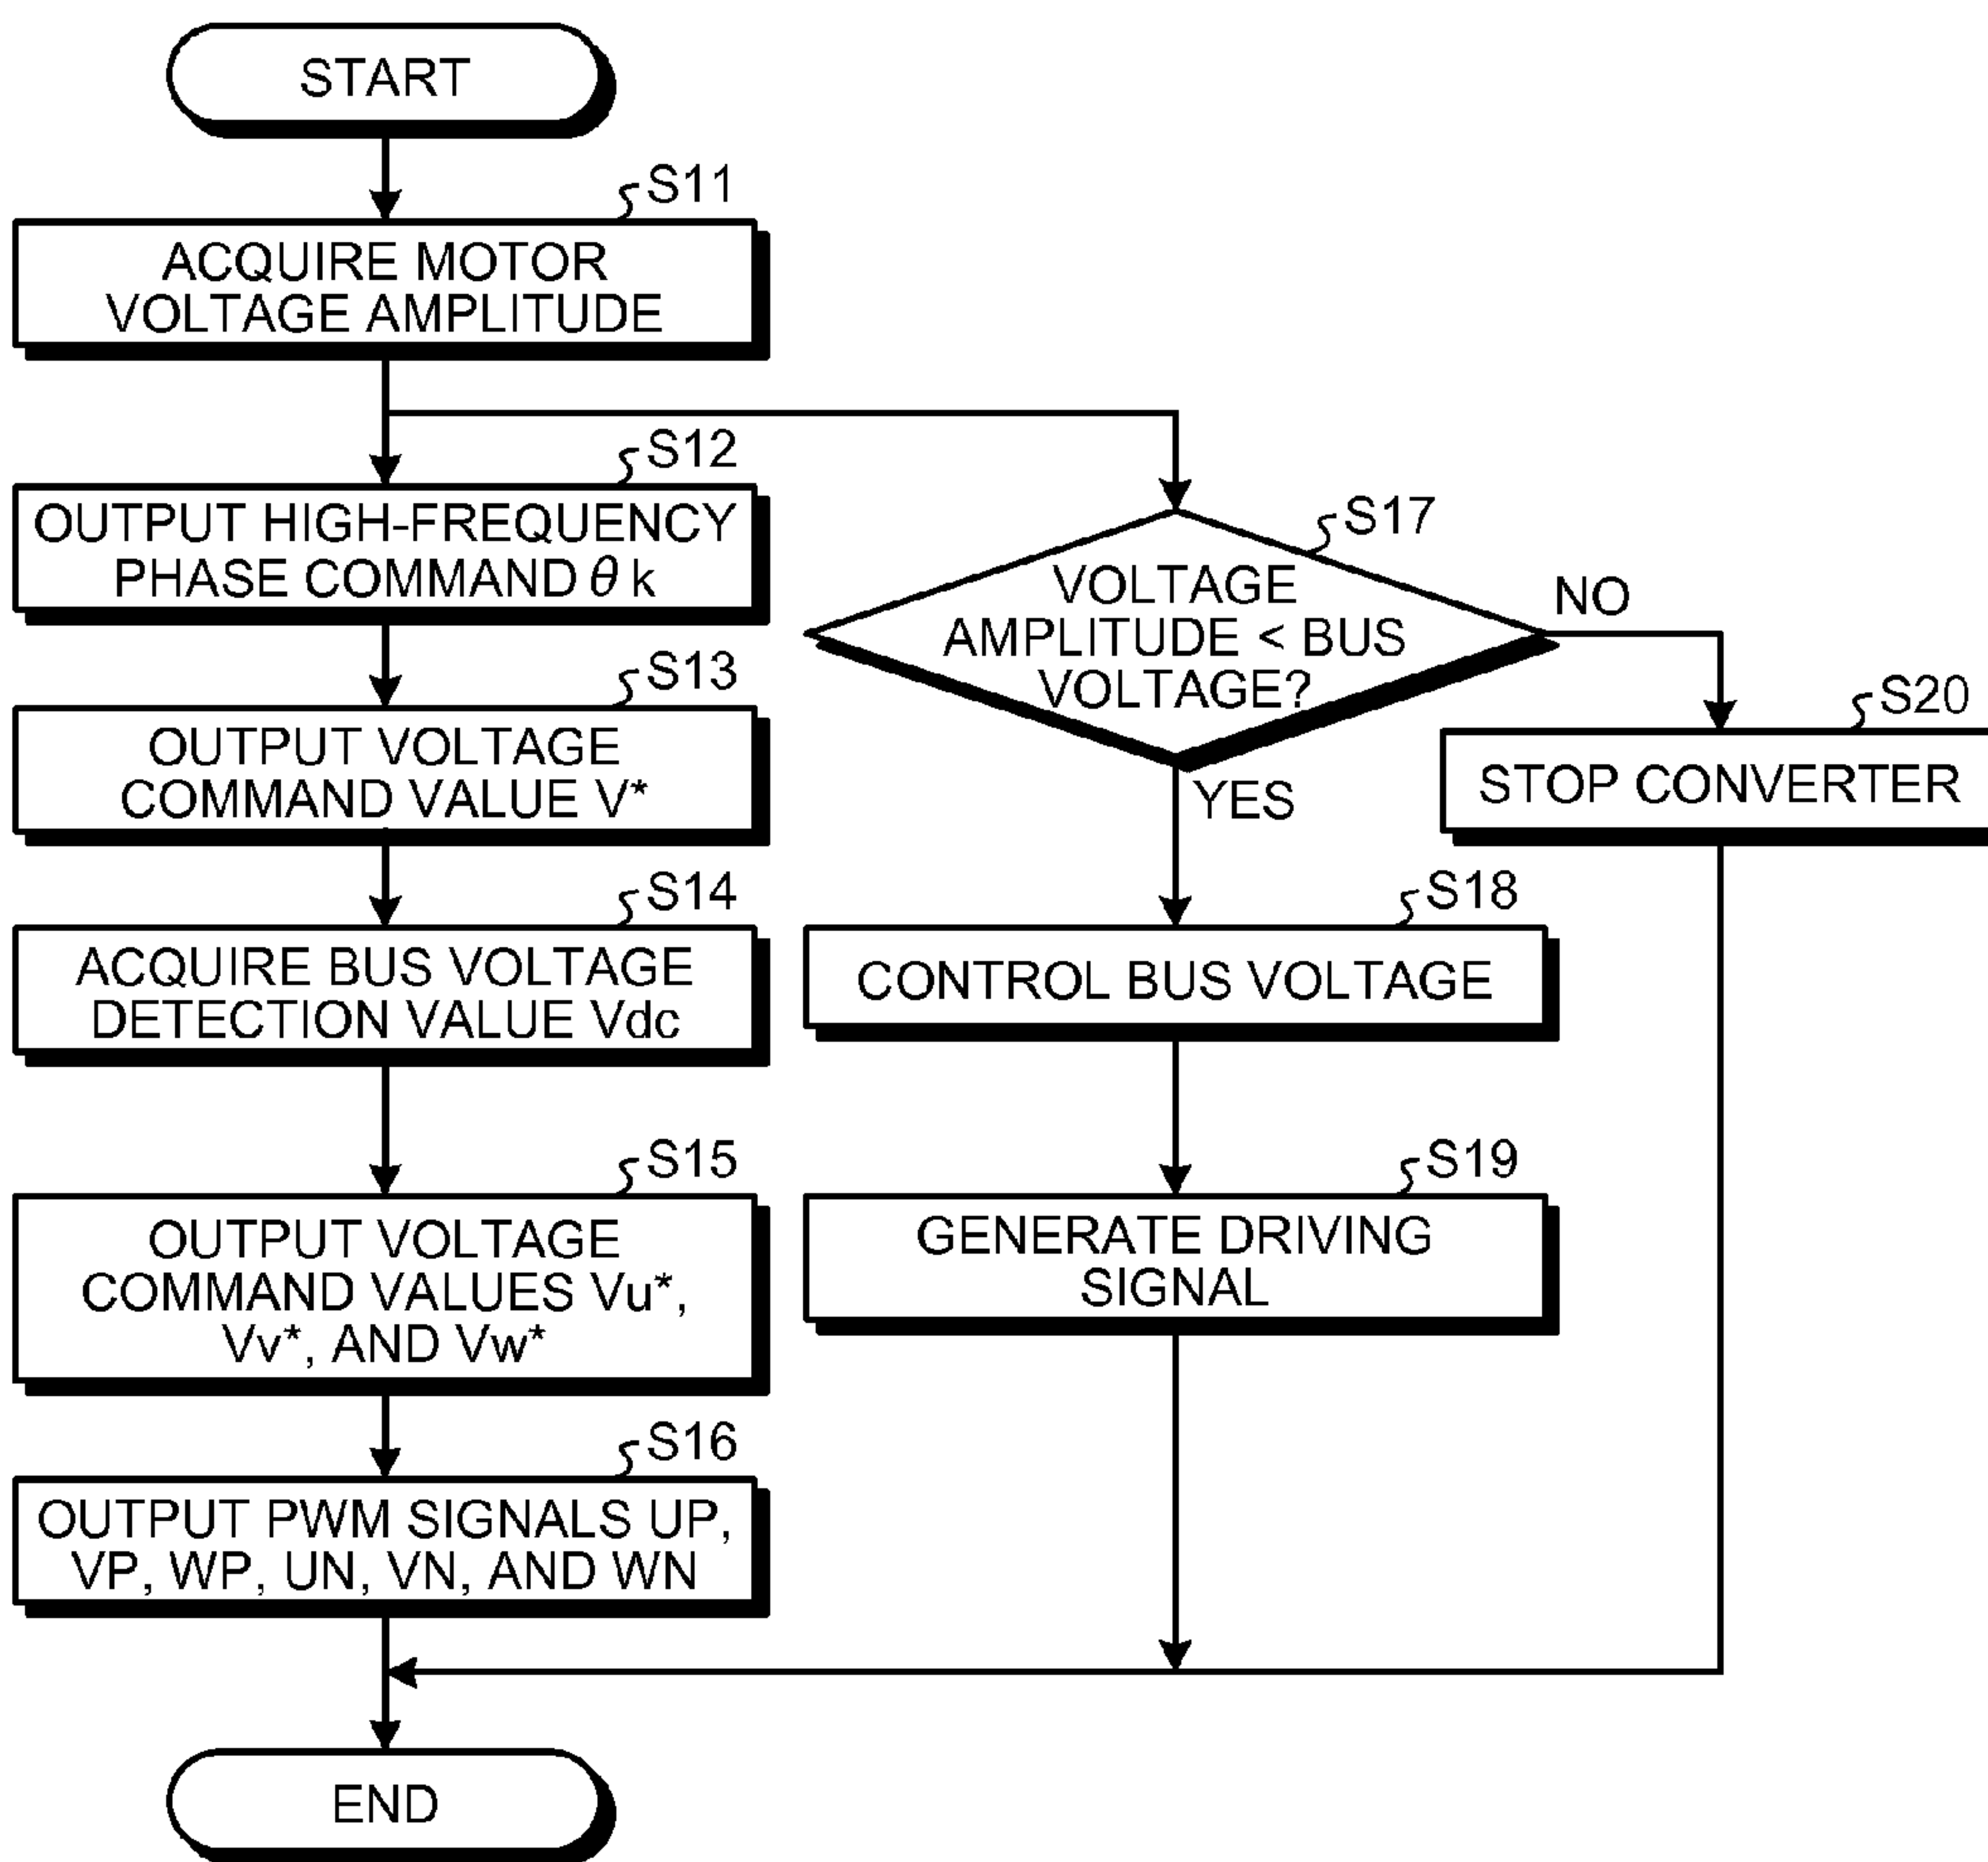 START
S11
ACQUIRE MOTOR
VOLTAGE AMPLITUDE
S12
OUTPUT HIGH-FREQUENCY
PHASE COMMAND θ k
S13
OUTPUT VOLTAGE
COMMAND VALUE V*
S14
ACQUIRE BUS VOLTAGE
DETECTION VALUE Vdc
S15
OUTPUT VOLTAGE
COMMAND VALUES Vu*,
Vv*, AND Vw*
S16
OUTPUT PWM SIGNALS UP,
VP, WP, UN, VN, AND WN
END
S17
VOLTAGE
AMPLITUDE < BUS
VOLTAGE?
NO
YES
S18
CONTROL BUS VOLTAGE
S19
GENERATE DRIVING
SIGNAL
S20
STOP CONVERTER